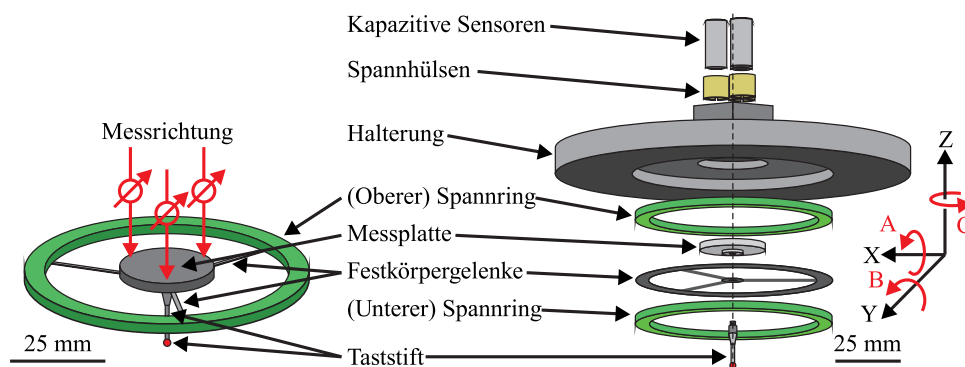 Kapazitive Sensoren
Spannhülsen
Messrichtung
Halterung
(Oberer) Spannring
Messplatte
Festkörpergelenke
(Unterer) Spannring
Taststift
25 mm
25 mm
Z
C
A
X
B
Y